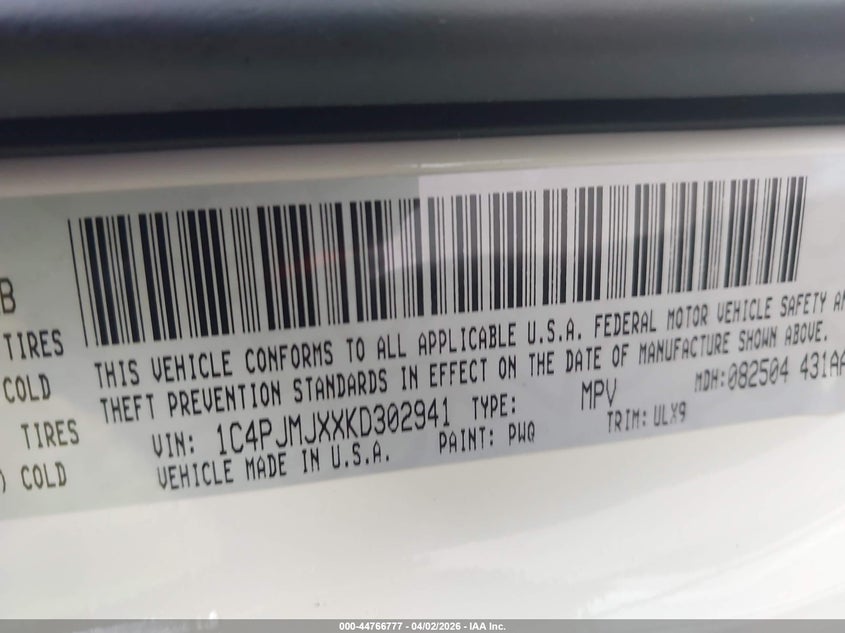 B
TIRES
COLD
TIRES
) COLD
THIS VEHICLE CONFORMS TO ALL APPLICABLE U.S.A. FEDERAL MOTOR VEHICLE SAFETY AN
THEFT PREVENTION STANDARDS IN EFFECT ON THE DATE OF MANUFACTURE SHOWN ABOVE.
VIN: 1C4PJMJXXKD302941 TYPE: MPV MDH:082504 431AA
VEHICLE MADE IN U.S.A. PAINT: PWQ TRIM: ULX9
000-44766777 - 04/02/2026 - IAA Inc.